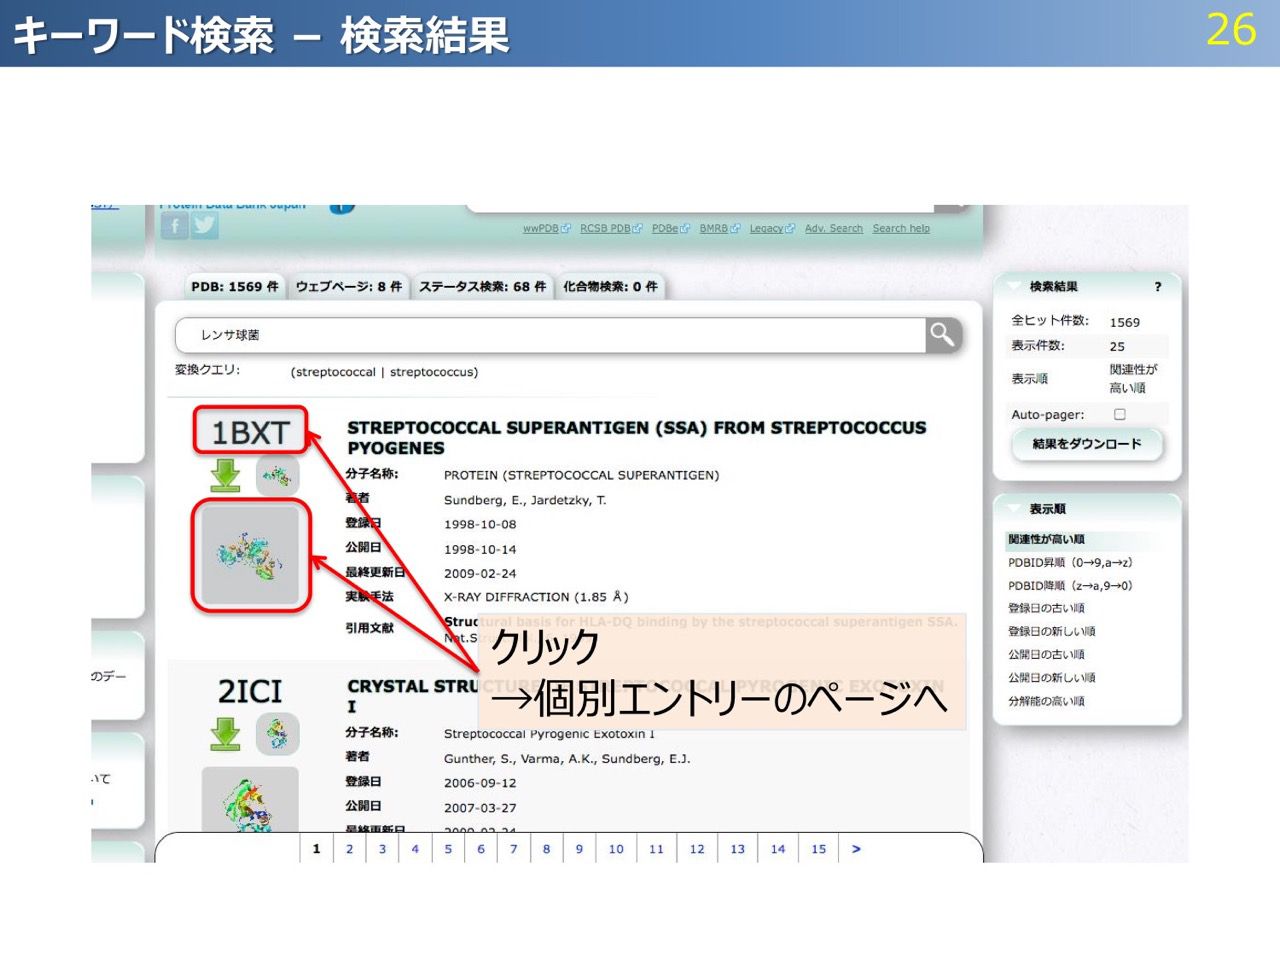 キーワード検索 – 検索結果
26
Protein Data Bank Japan
wwPDB RCSB PDB PDBe BMRB Legacy Adv. Search Search help
PDB: 1569 件 ウェブページ: 8 件 ステータス検索: 68 件 化合物検索: 0 件
レンサ球菌
変換クエリ: (streptococcal | streptococcus)
1BXT
STREPTOCOCCAL SUPERANTIGEN (SSA) FROM STREPTOCOCCUS
PYOGENES
分子名称: PROTEIN (STREPTOCOCCAL SUPERANTIGEN)
著者 Sundberg, E., Jardetzky, T.
登録日 1998-10-08
公開日 1998-10-14
最終更新日 2009-02-24
実験手法 X-RAY DIFFRACTION (1.85 Å)
引用文献 Structural basis for HLA-DQ binding by the streptococcal superantigen SSA.
Nat.S
クリック
→個別エントリーのページへ
2ICI
CRYSTAL STRUCTURE OF STREPTOCOCCAL PYROGENIC EXOTOXIN
I
分子名称: Streptococcal Pyrogenic Exotoxin I
著者 Gunther, S., Varma, A.K., Sundberg, E.J.
登録日 2006-09-12
公開日 2007-03-27
最終更新日 2009-02-24
1 2 3 4 5 6 7 8 9 10 11 12 13 14 15 >
のデー
いて
検索結果 ?
全ヒット件数: 1569
表示件数: 25
表示順 関連性が
高い順
Auto-pager:
結果をダウンロード
表示順
関連性が高い順
PDBID昇順（0→9,a→z）
PDBID降順（z→a,9→0）
登録日の古い順
登録日の新しい順
公開日の古い順
公開日の新しい順
分解能の高い順